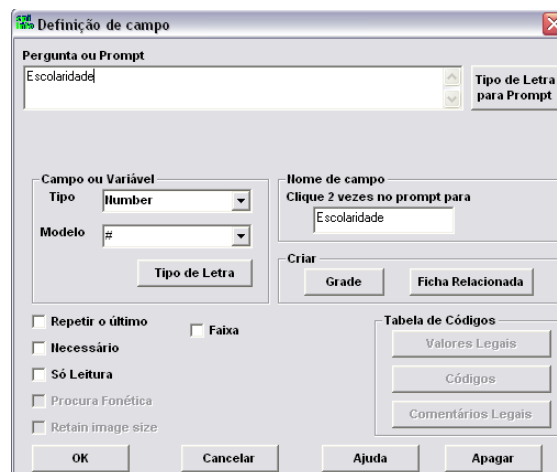 Definição de campo
Pergunta ou Prompt
Escolaridade
Tipo de Letra
para Prompt
Campo ou Variável
Tipo
Number
Modelo
#
Tipo de Letra
Nome de campo
Clique 2 vezes no prompt para
Escolaridade
Criar
Grade
Ficha Relacionada
Repetir o último
Faixa
Necessário
Só Leitura
Procura Fonética
Retain image size
Tabela de Códigos
Valores Legais
Códigos
Comentários Legais
OK
Cancelar
Ajuda
Apagar